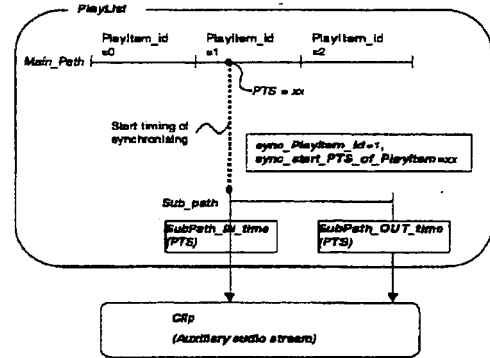 PlayList
PlayItem_id
=0
PlayItem_id
=1
PlayItem_id
=2
Main_Path
PTS = xx
Start timing of
synchronising
sync_PlayItem_id=1,
sync_start_PTS_of_PlayItem=xx
Sub_path
SubPath_IN_time
(PTS)
SubPath_OUT_time
(PTS)
Clip
(Auxiliary audio stream)